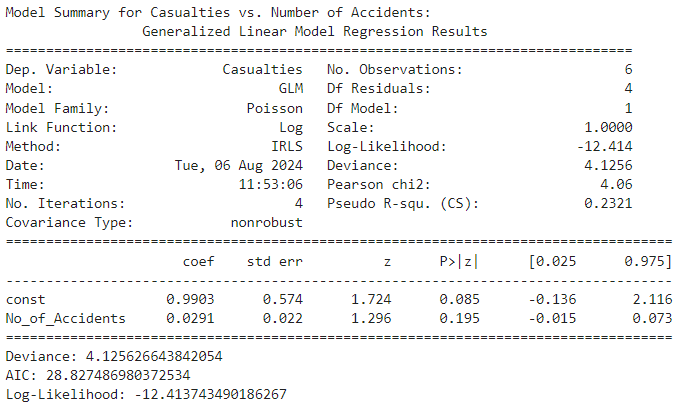 Model Summary for Casualties vs. Number of Accidents:
                 Generalized Linear Model Regression Results
==============================================================================
Dep. Variable:             Casualties   No. Observations:                    6
Model:                            GLM   Df Residuals:                        4
Model Family:                 Poisson   Df Model:                            1
Link Function:                    Log   Scale:                          1.0000
Method:                          IRLS   Log-Likelihood:                -12.414
Date:                Tue, 06 Aug 2024   Deviance:                       4.1256
Time:                        11:53:06   Pearson chi2:                     4.06
No. Iterations:                     4   Pseudo R-squ. (CS):             0.2321
Covariance Type:            nonrobust
===================================================================================
                      coef    std err          z      P>|z|      [0.025      0.975]
-----------------------------------------------------------------------------------
const               0.9903      0.574      1.724      0.085      -0.136       2.116
No_of_Accidents     0.0291      0.022      1.296      0.195      -0.015       0.073
===================================================================================
Deviance: 4.125626643842054
AIC: 28.827486980372534
Log-Likelihood: -12.413743490186267